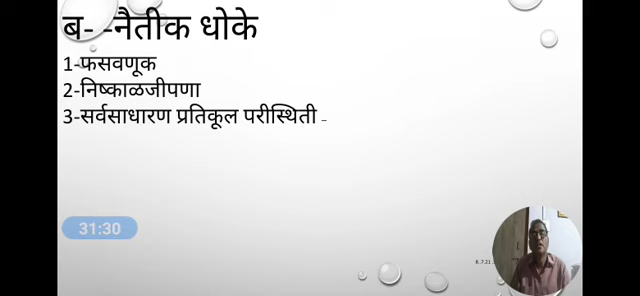 ब- -नैतीक धोके
1-फसवणूक
2-निष्काळजीपणा
3-सर्वसाधारण प्रतिकूल परीस्थिती -
31:30